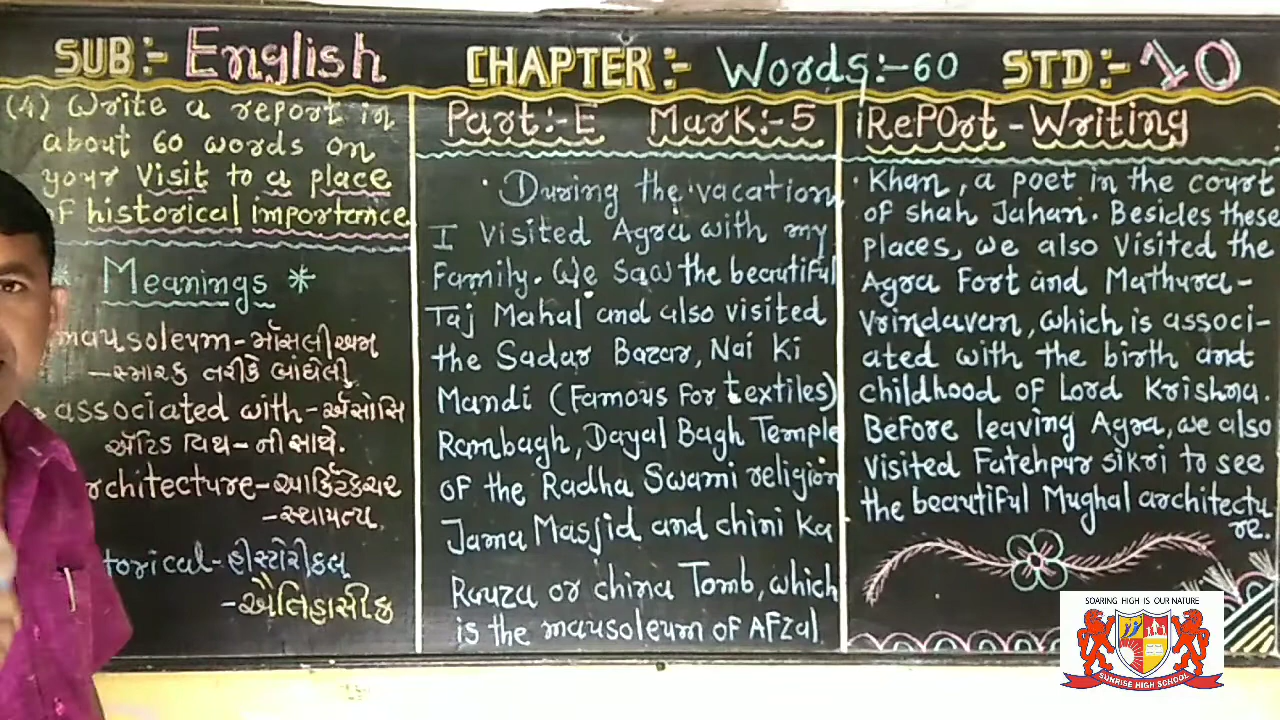 SUB:- English CHAPTER:- Words:-60 STD:- 10
(4) Write a report in
about 60 words on
your Visit to a place
of historical importance
Meanings *
mausoleum-મૉસલીઅમ
-સ્મારક તરીકે બાંધેલી
associated with-ઍસોસિ
ઍટિડ વિથ-ની સાથે.
rchitecture-આર્કિટેકચર
-સ્થાપત્ય
torical-હીસ્ટોરીકલ્
-ઐતિહાસીક
Part:-E Mark:-5
During the vacation
I Visited Agra with my
Family. We saw the beautiful
Taj Mahal and also visited
the Sadar Bazar, Nai Ki
Mandi (Famous For textiles)
Rambagh, Dayal Bagh Temple
of the Radha Swami religion
Jama Masjid and chini ka
Rauza or china Tomb, which
is the mausoleum of AFzal
RePOrt-Writing
Khan, a poet in the court
of shah Jahan. Besides these
places, we also Visited the
Agra Fort and Mathura-
Vrindavan, which is associ-
ated with the birth and
childhood of Lord Krishna.
Before leaving Agra, we also
visited Fatehpur sikri to see
the beautiful Mughal architectu
re.
SOARING HIGH IS OUR NATURE
SUNRISE HIGH SCHOOL